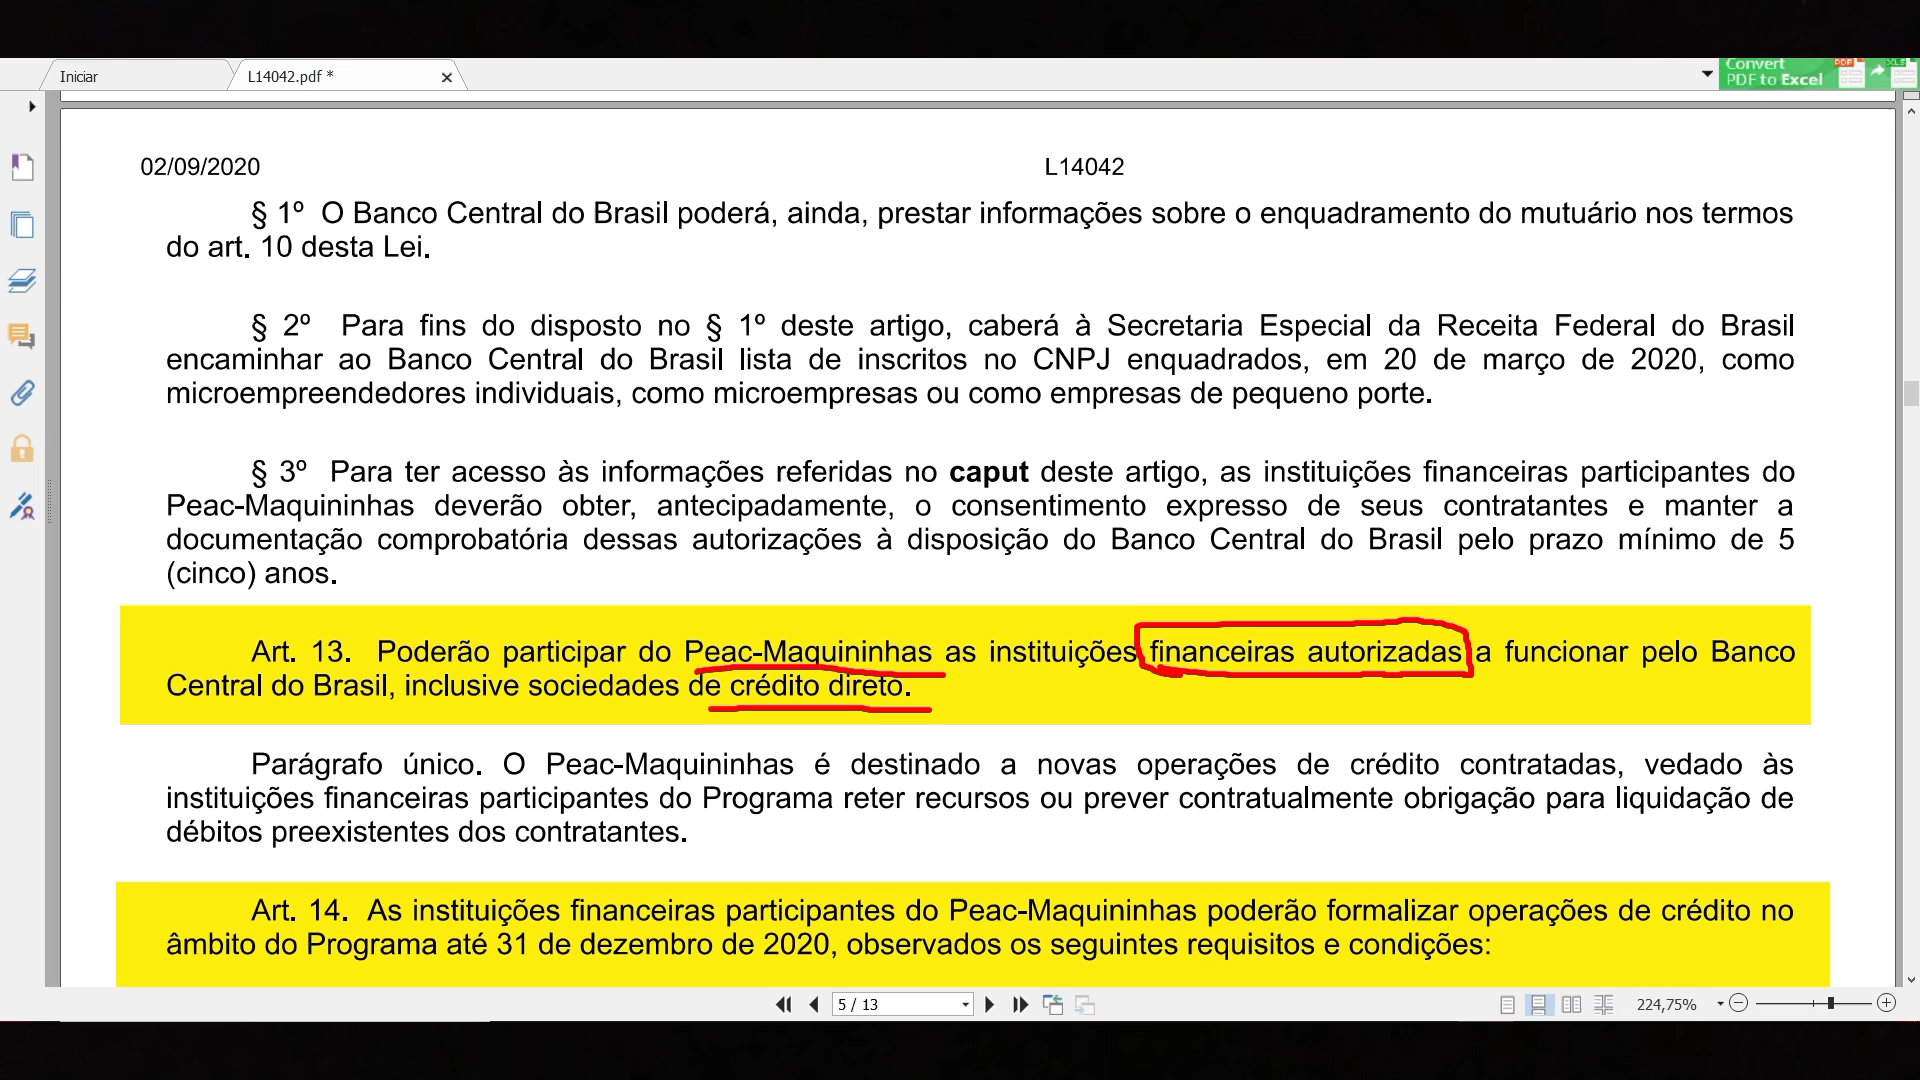 Iniciar
L14042.pdf *
Convert
PDF to Excel
PDF
XLS
02/09/2020
L14042
§ 1º O Banco Central do Brasil poderá, ainda, prestar informações sobre o enquadramento do mutuário nos termos
do art. 10 desta Lei.
§ 2º Para fins do disposto no § 1º deste artigo, caberá à Secretaria Especial da Receita Federal do Brasil
encaminhar ao Banco Central do Brasil lista de inscritos no CNPJ enquadrados, em 20 de março de 2020, como
microempreendedores individuais, como microempresas ou como empresas de pequeno porte.
§ 3º Para ter acesso às informações referidas no caput deste artigo, as instituições financeiras participantes do
Peac-Maquininhas deverão obter, antecipadamente, o consentimento expresso de seus contratantes e manter a
documentação comprobatória dessas autorizações à disposição do Banco Central do Brasil pelo prazo mínimo de 5
(cinco) anos.
Art. 13. Poderão participar do Peac-Maquininhas as instituições financeiras autorizadas a funcionar pelo Banco
Central do Brasil, inclusive sociedades de crédito direto.
Parágrafo único. O Peac-Maquininhas é destinado a novas operações de crédito contratadas, vedado às
instituições financeiras participantes do Programa reter recursos ou prever contratualmente obrigação para liquidação de
débitos preexistentes dos contratantes.
Art. 14. As instituições financeiras participantes do Peac-Maquininhas poderão formalizar operações de crédito no
âmbito do Programa até 31 de dezembro de 2020, observados os seguintes requisitos e condições:
5 / 13
224,75%